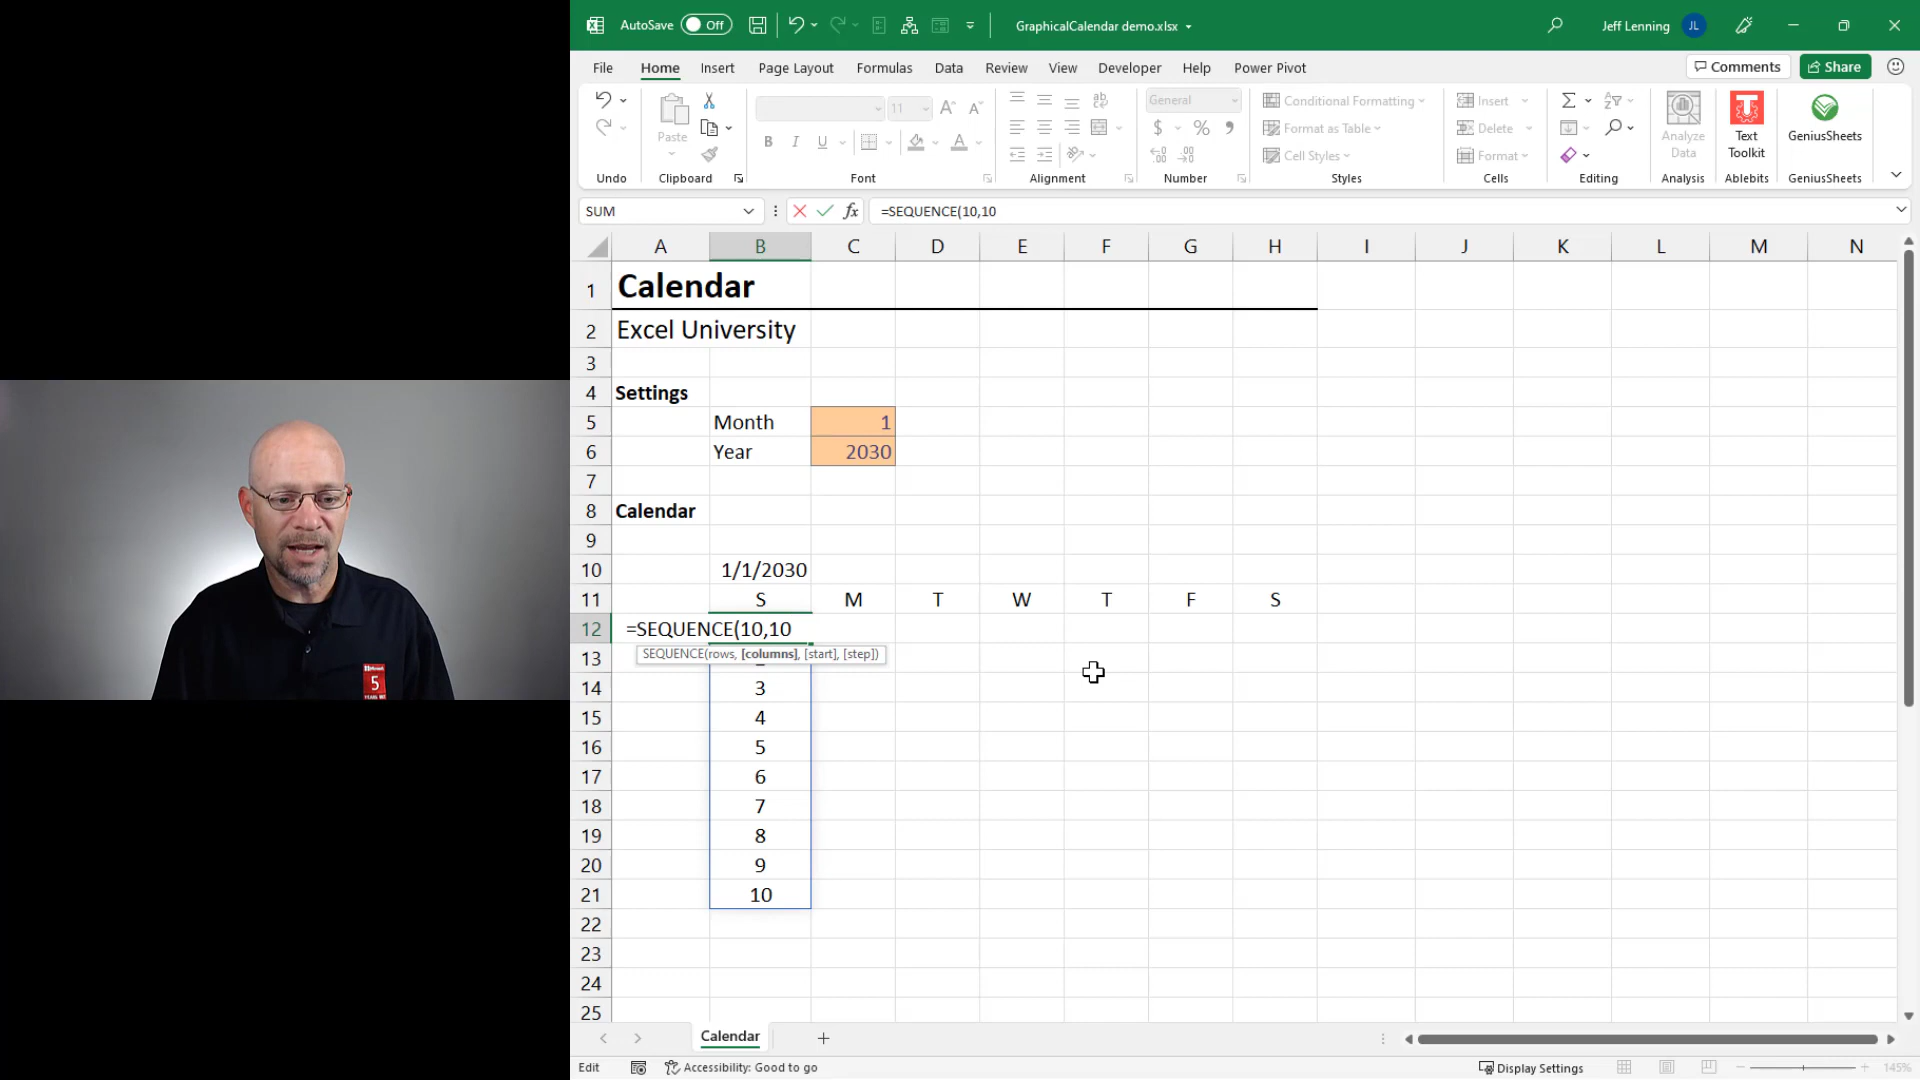 AutoSave Off
GraphicalCalendar demo.xlsx
Jeff Lenning JL
File Home Insert Page Layout Formulas Data Review View Developer Help Power Pivot
Comments Share
Paste
11
B I U
A A
General
$ % 9
Conditional Formatting
Format as Table
Cell Styles
Insert
Delete
Format
Analyze Data
Text Toolkit
GeniusSheets
Undo Clipboard Font Alignment Number Styles Cells Editing Analysis Ablebits GeniusSheets
SUM fx =SEQUENCE(10,10
A B C D E F G H I J K L M N
1 Calendar
2 Excel University
3
4 Settings
5 Month 1
6 Year 2030
7
8 Calendar
9
10 1/1/2030
11 S M T W T F S
12 =SEQUENCE(10,10
SEQUENCE(rows, [columns], [start], [step])
13
14 3
15 4
16 5
17 6
18 7
19 8
20 9
21 10
22
23
24
25
Calendar
Edit Accessibility: Good to go Display Settings 145%
5